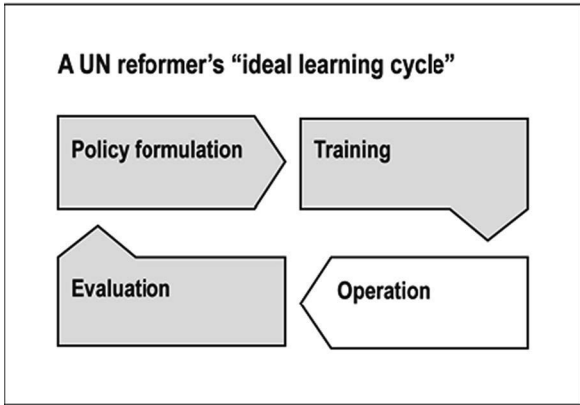 A UN reformer’s “ideal learning cycle”
Policy formulation
Training
Evaluation
Operation